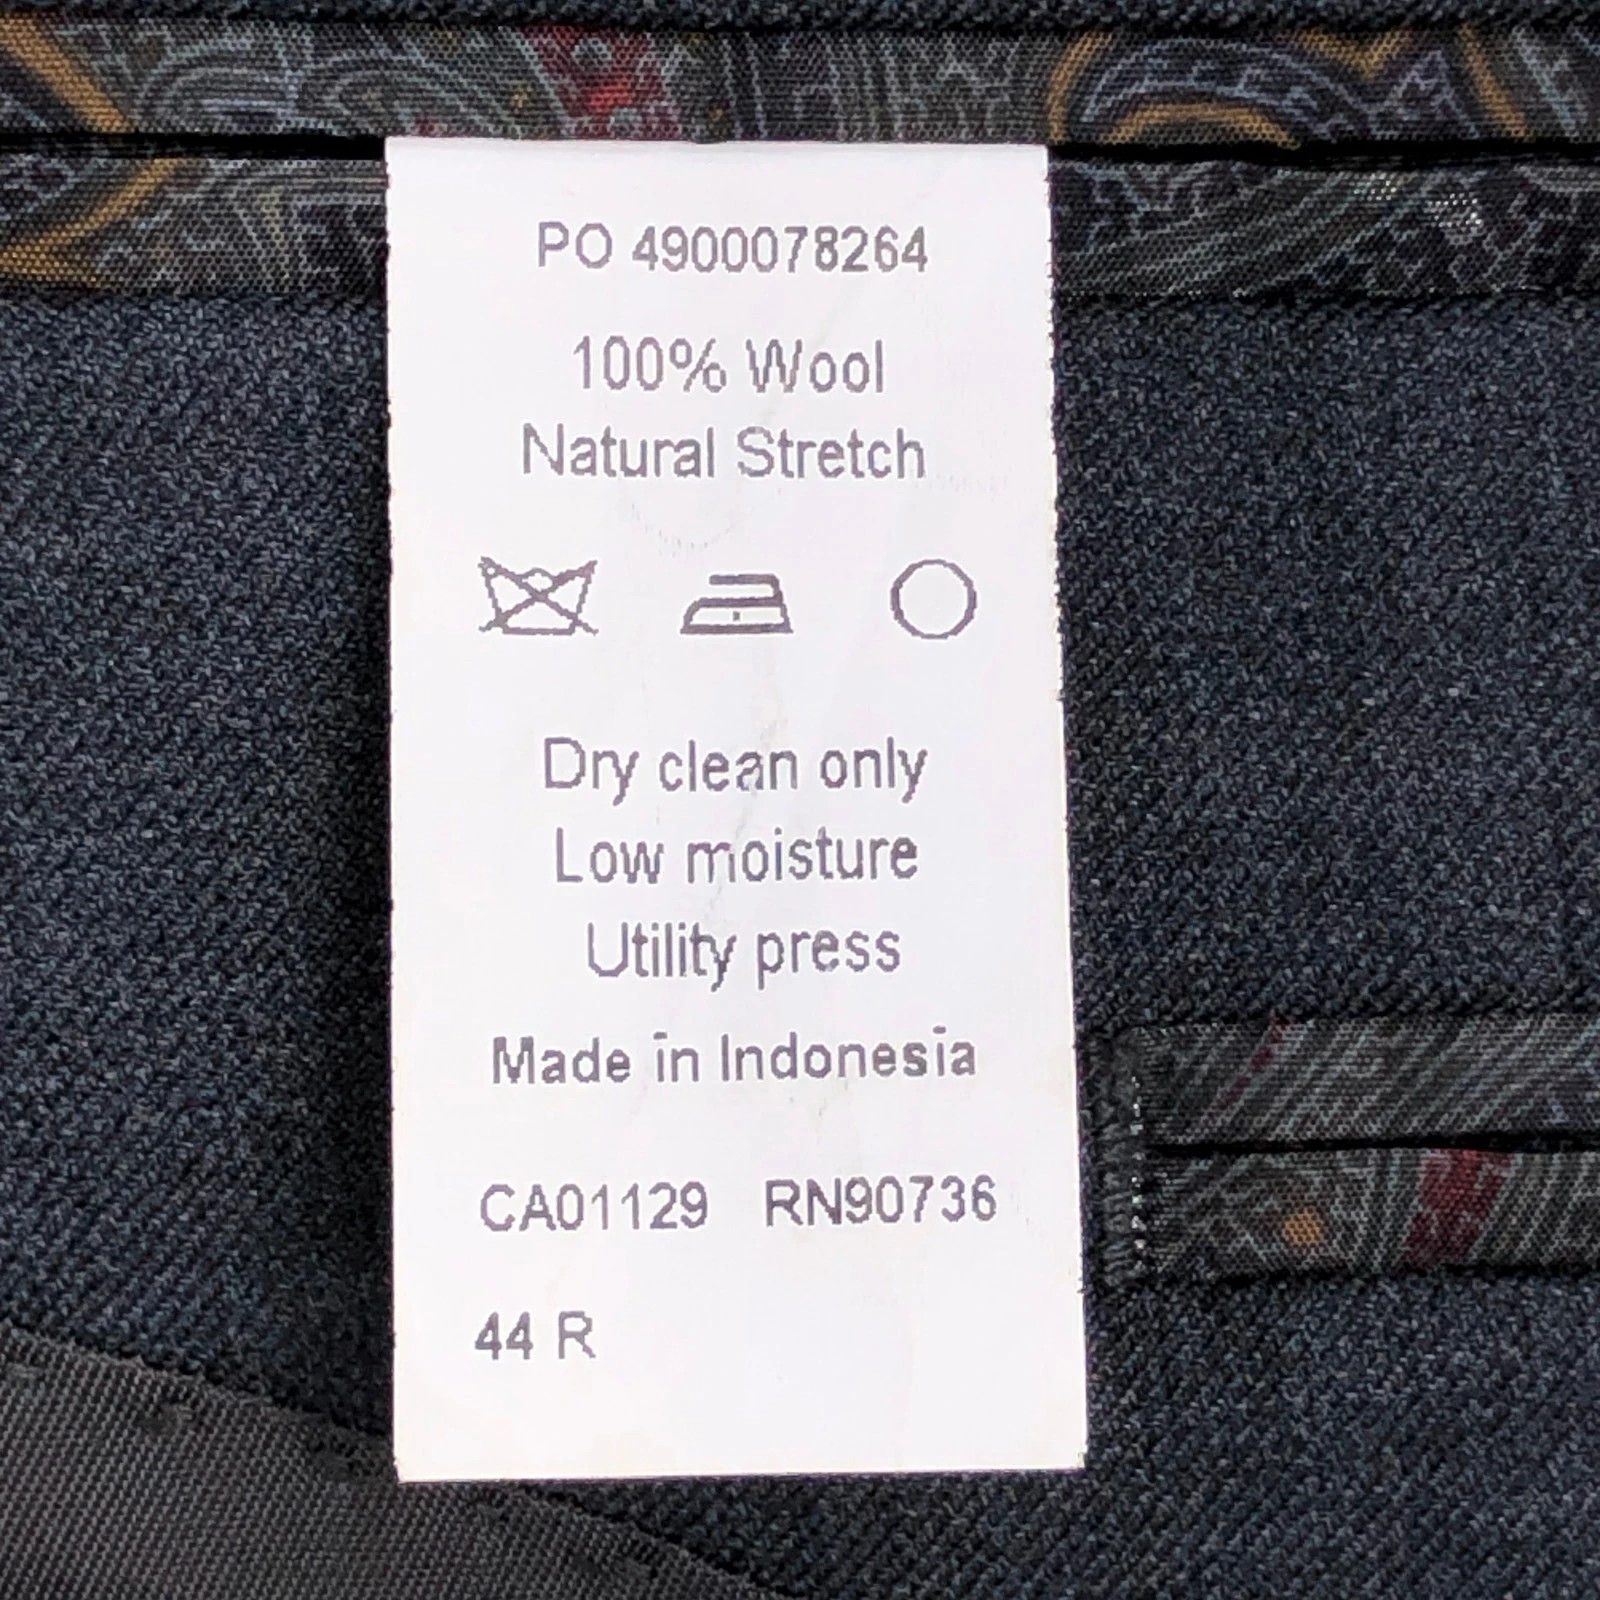 PO 4900078264
100% Wool
Natural Stretch
Dry clean only
Low moisture
Utility press
Made in Indonesia
CA01129 RN90736
44 R